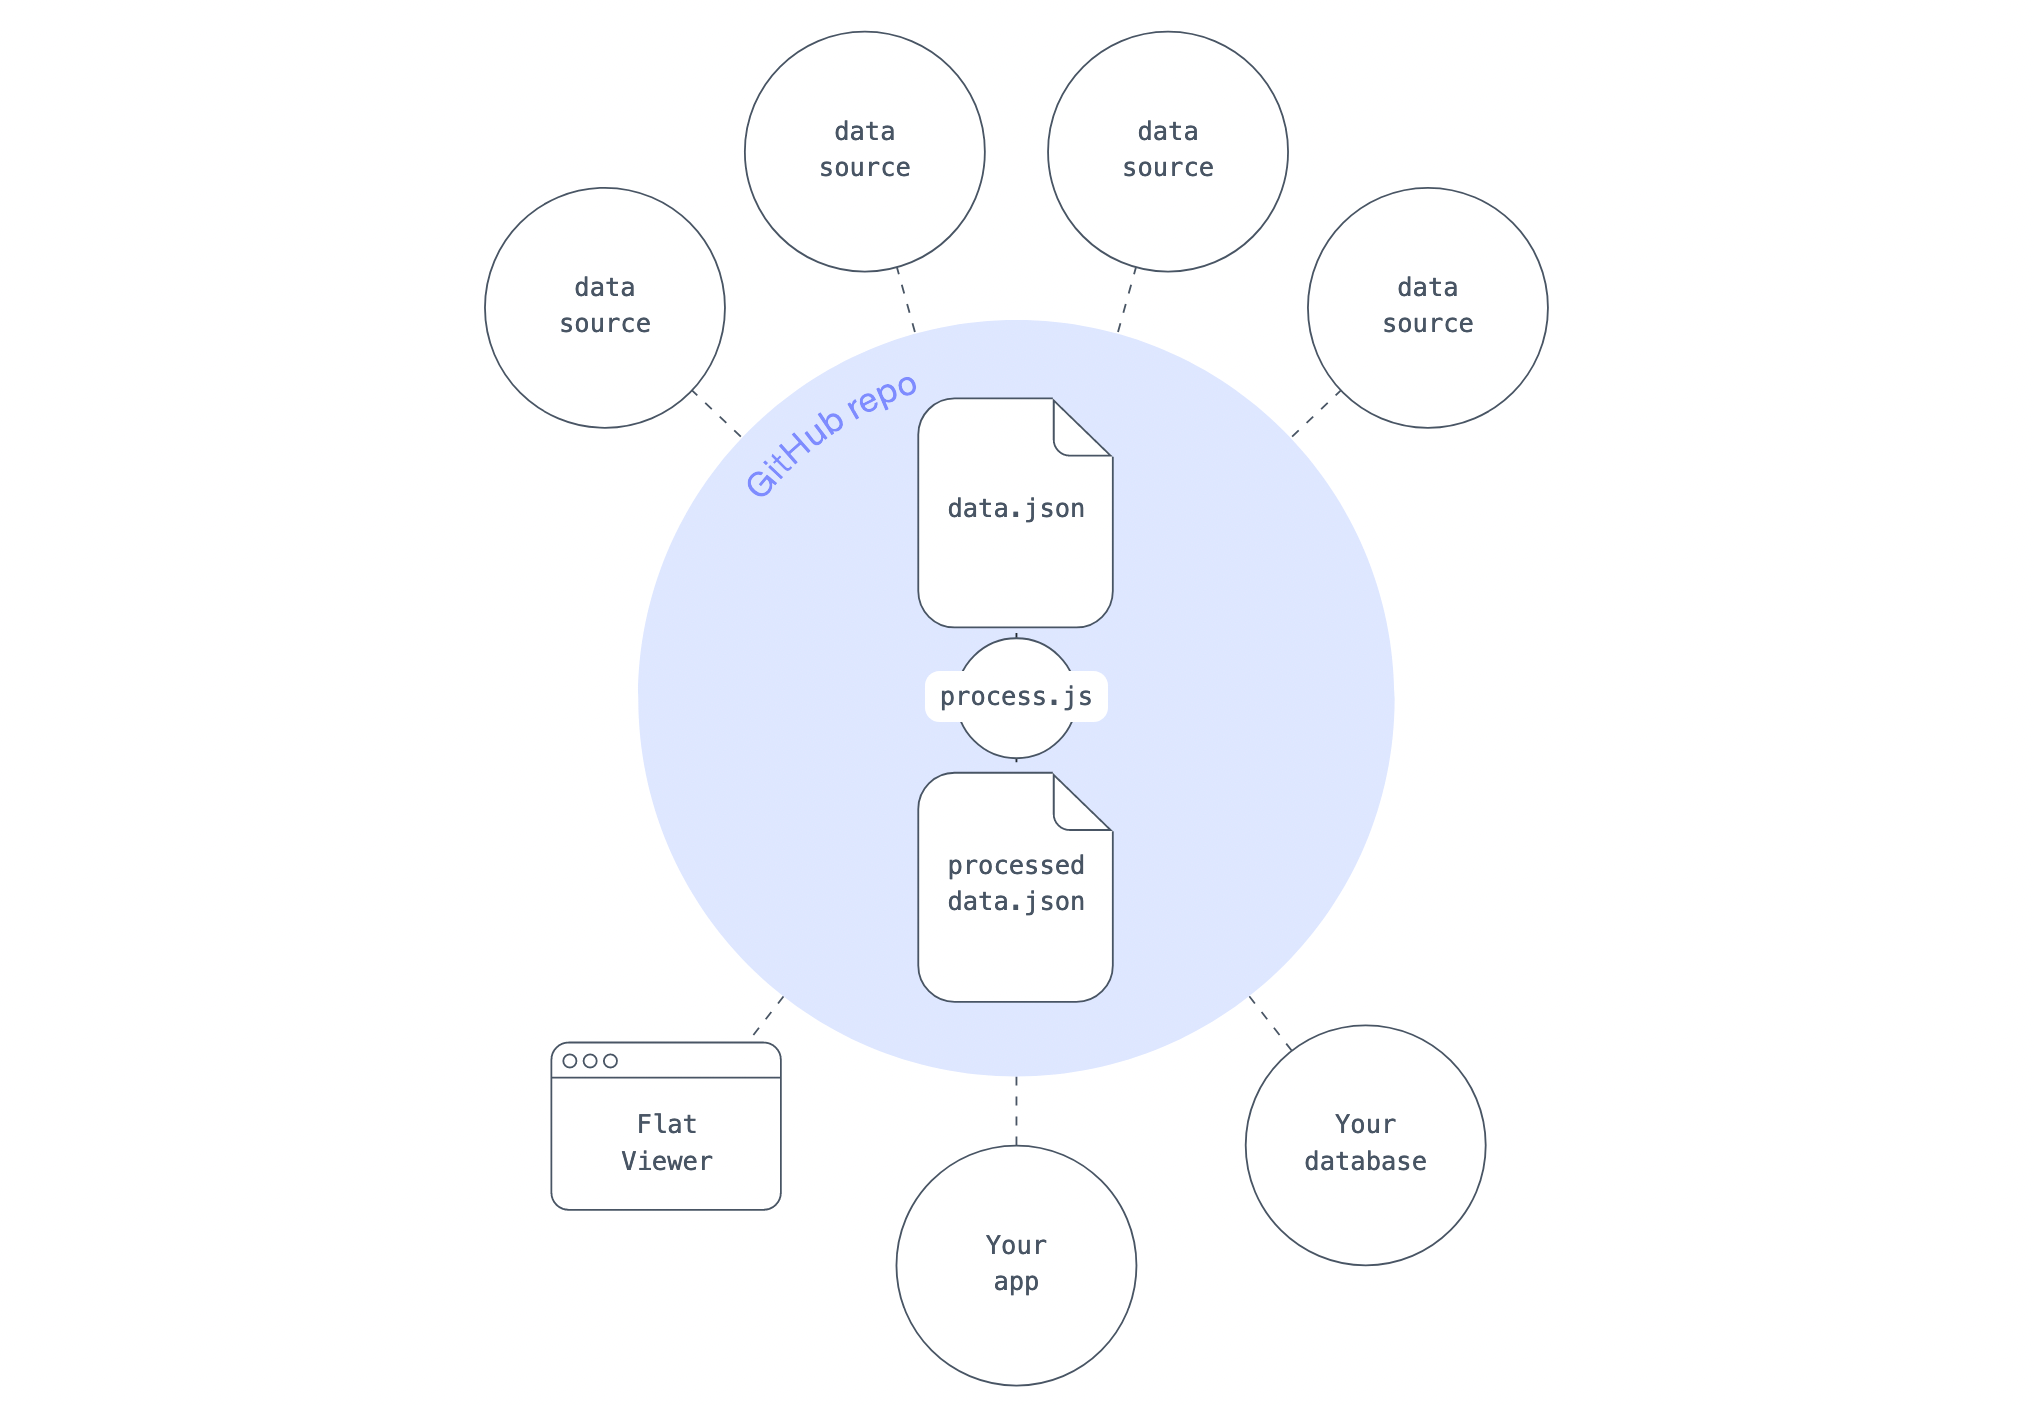 data
source
data
source
data
source
data
source
GitHub repo
data.json
process.js
processed
data.json
Flat
Viewer
Your
app
Your
database